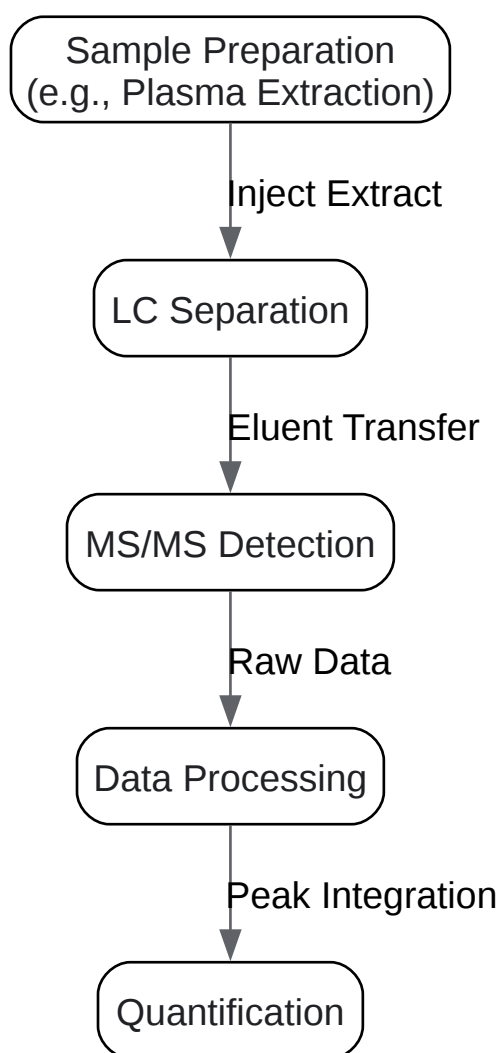 Sample Preparation
(e.g., Plasma Extraction)
Inject Extract
LC Separation
Eluent Transfer
MS/MS Detection
Raw Data
Data Processing
Peak Integration
Quantification